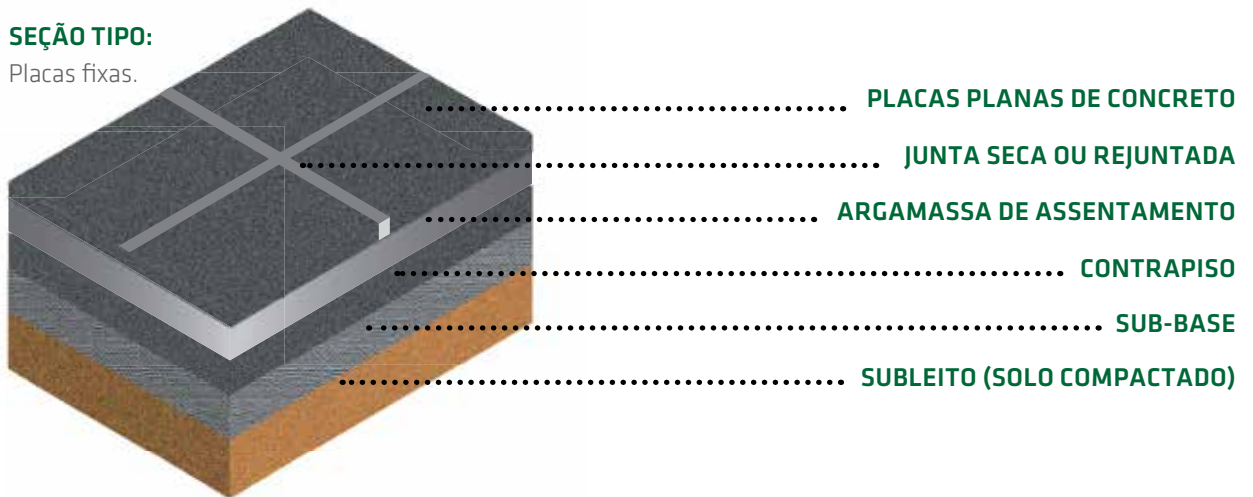 SEÇÃO TIPO:
Placas fixas.
PLACAS PLANAS DE CONCRETO
JUNTA SECA OU REJUNTADA
ARGAMASSA DE ASSENTAMENTO
CONTRAPISO
SUB-BASE
SUBLEITO (SOLO COMPACTADO)